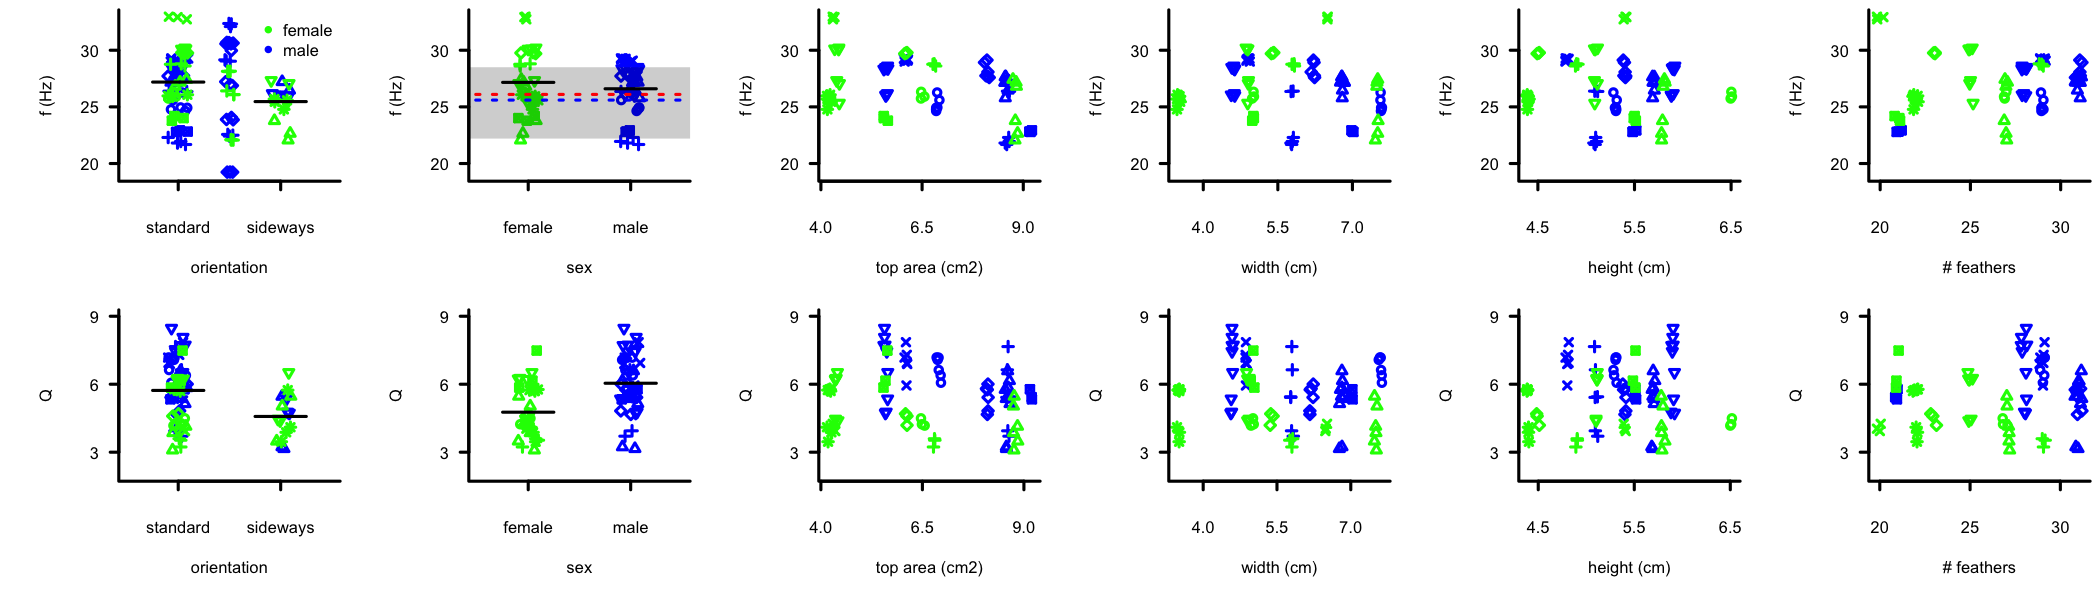 f (Hz)
30
25
20
female
male
standard
sideways
orientation
f (Hz)
30
25
20
female
male
sex
f (Hz)
30
25
20
4.0
6.5
9.0
top area (cm2)
f (Hz)
30
25
20
4.0
5.5
7.0
width (cm)
f (Hz)
30
25
20
4.5
5.5
6.5
height (cm)
f (Hz)
30
25
20
20
25
30
# feathers
Q
9
6
3
standard
sideways
orientation
Q
9
6
3
female
male
sex
Q
9
6
3
4.0
6.5
9.0
top area (cm2)
Q
9
6
3
4.0
5.5
7.0
width (cm)
Q
9
6
3
4.5
5.5
6.5
height (cm)
Q
9
6
3
20
25
30
# feathers